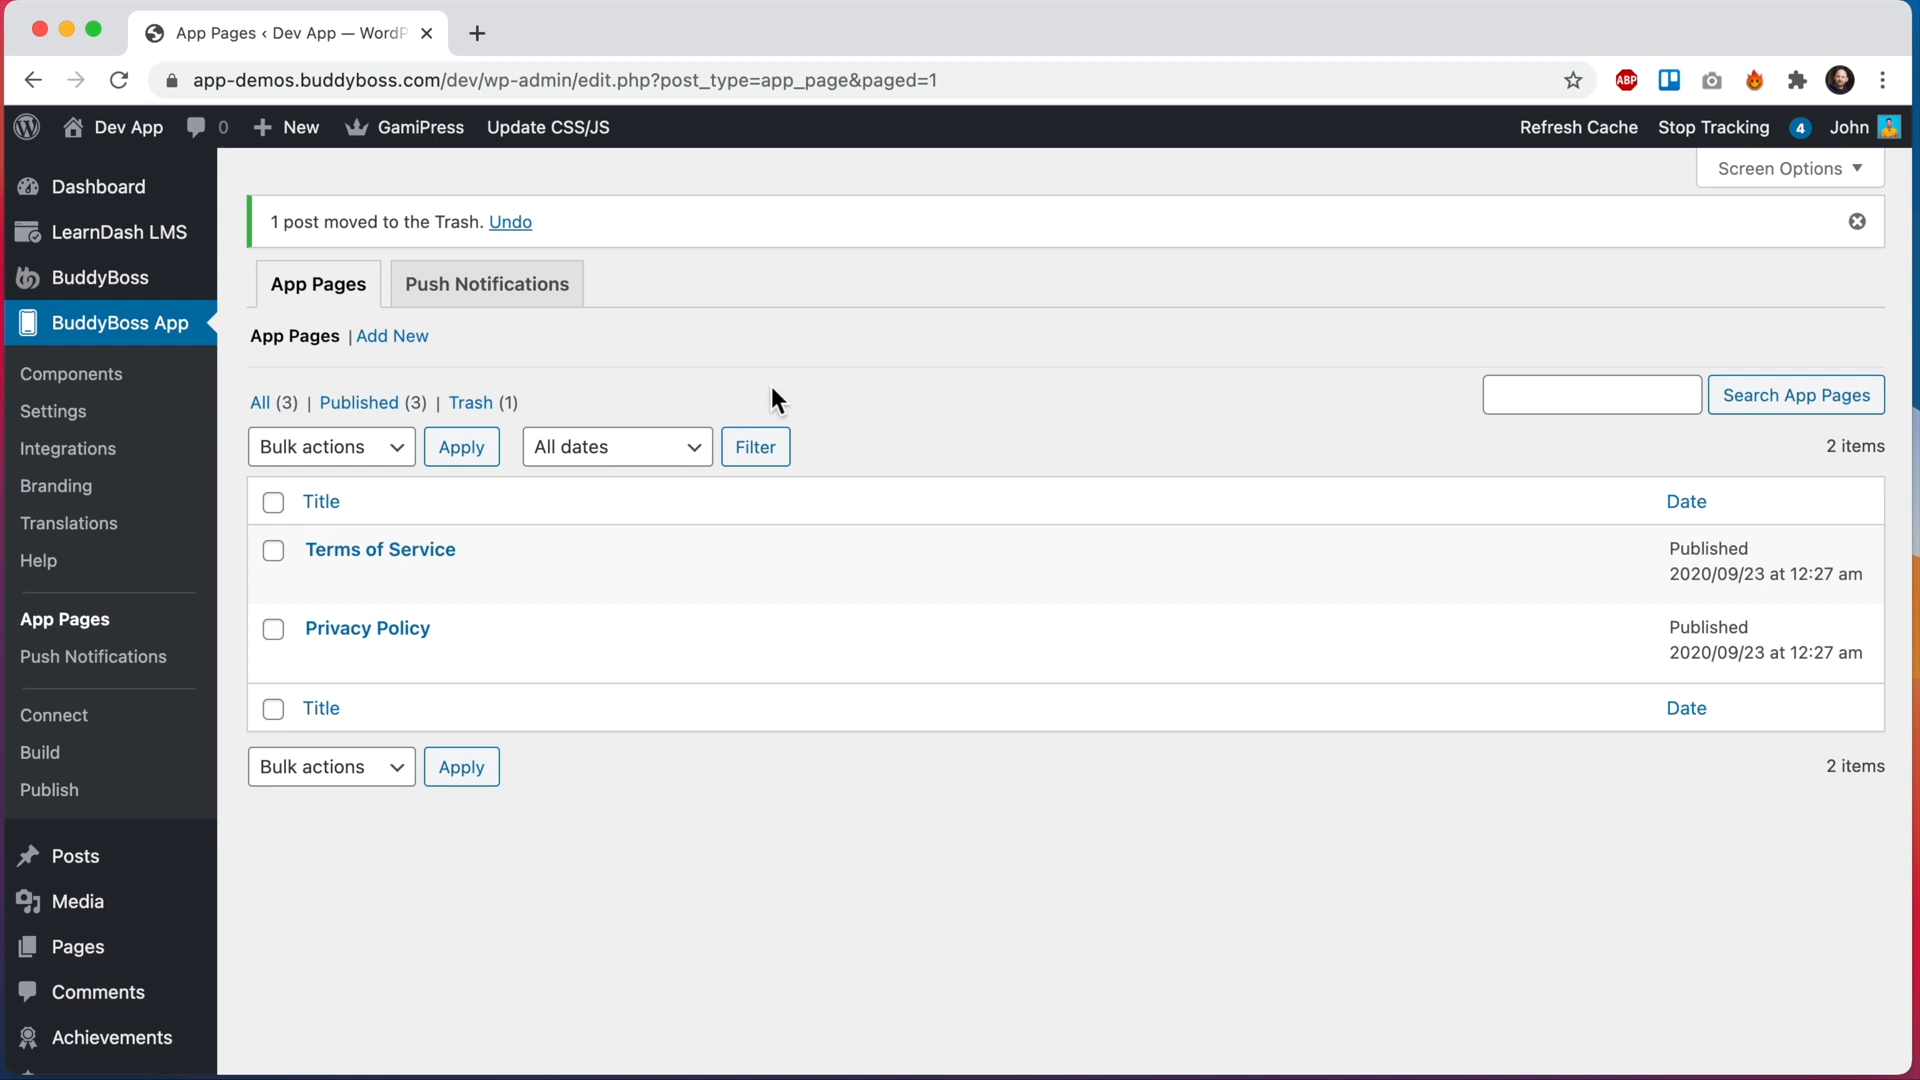 App Pages ‹ Dev App — WordP
app-demos.buddyboss.com/dev/wp-admin/edit.php?post_type=app_page&paged=1
ABP
Dev App 0 New GamiPress Update CSS/JS Refresh Cache Stop Tracking 4 John
Screen Options
Dashboard
LearnDash LMS
BuddyBoss
BuddyBoss App
Components
Settings
Integrations
Branding
Translations
Help
App Pages
Push Notifications
Connect
Build
Publish
Posts
Media
Pages
Comments
Achievements
1 post moved to the Trash. Undo
App Pages Push Notifications
App Pages | Add New
All (3) | Published (3) | Trash (1)
Search App Pages
Bulk actions Apply All dates Filter 2 items
Title Date
Terms of Service Published
2020/09/23 at 12:27 am
Privacy Policy Published
2020/09/23 at 12:27 am
Title Date
Bulk actions Apply 2 items